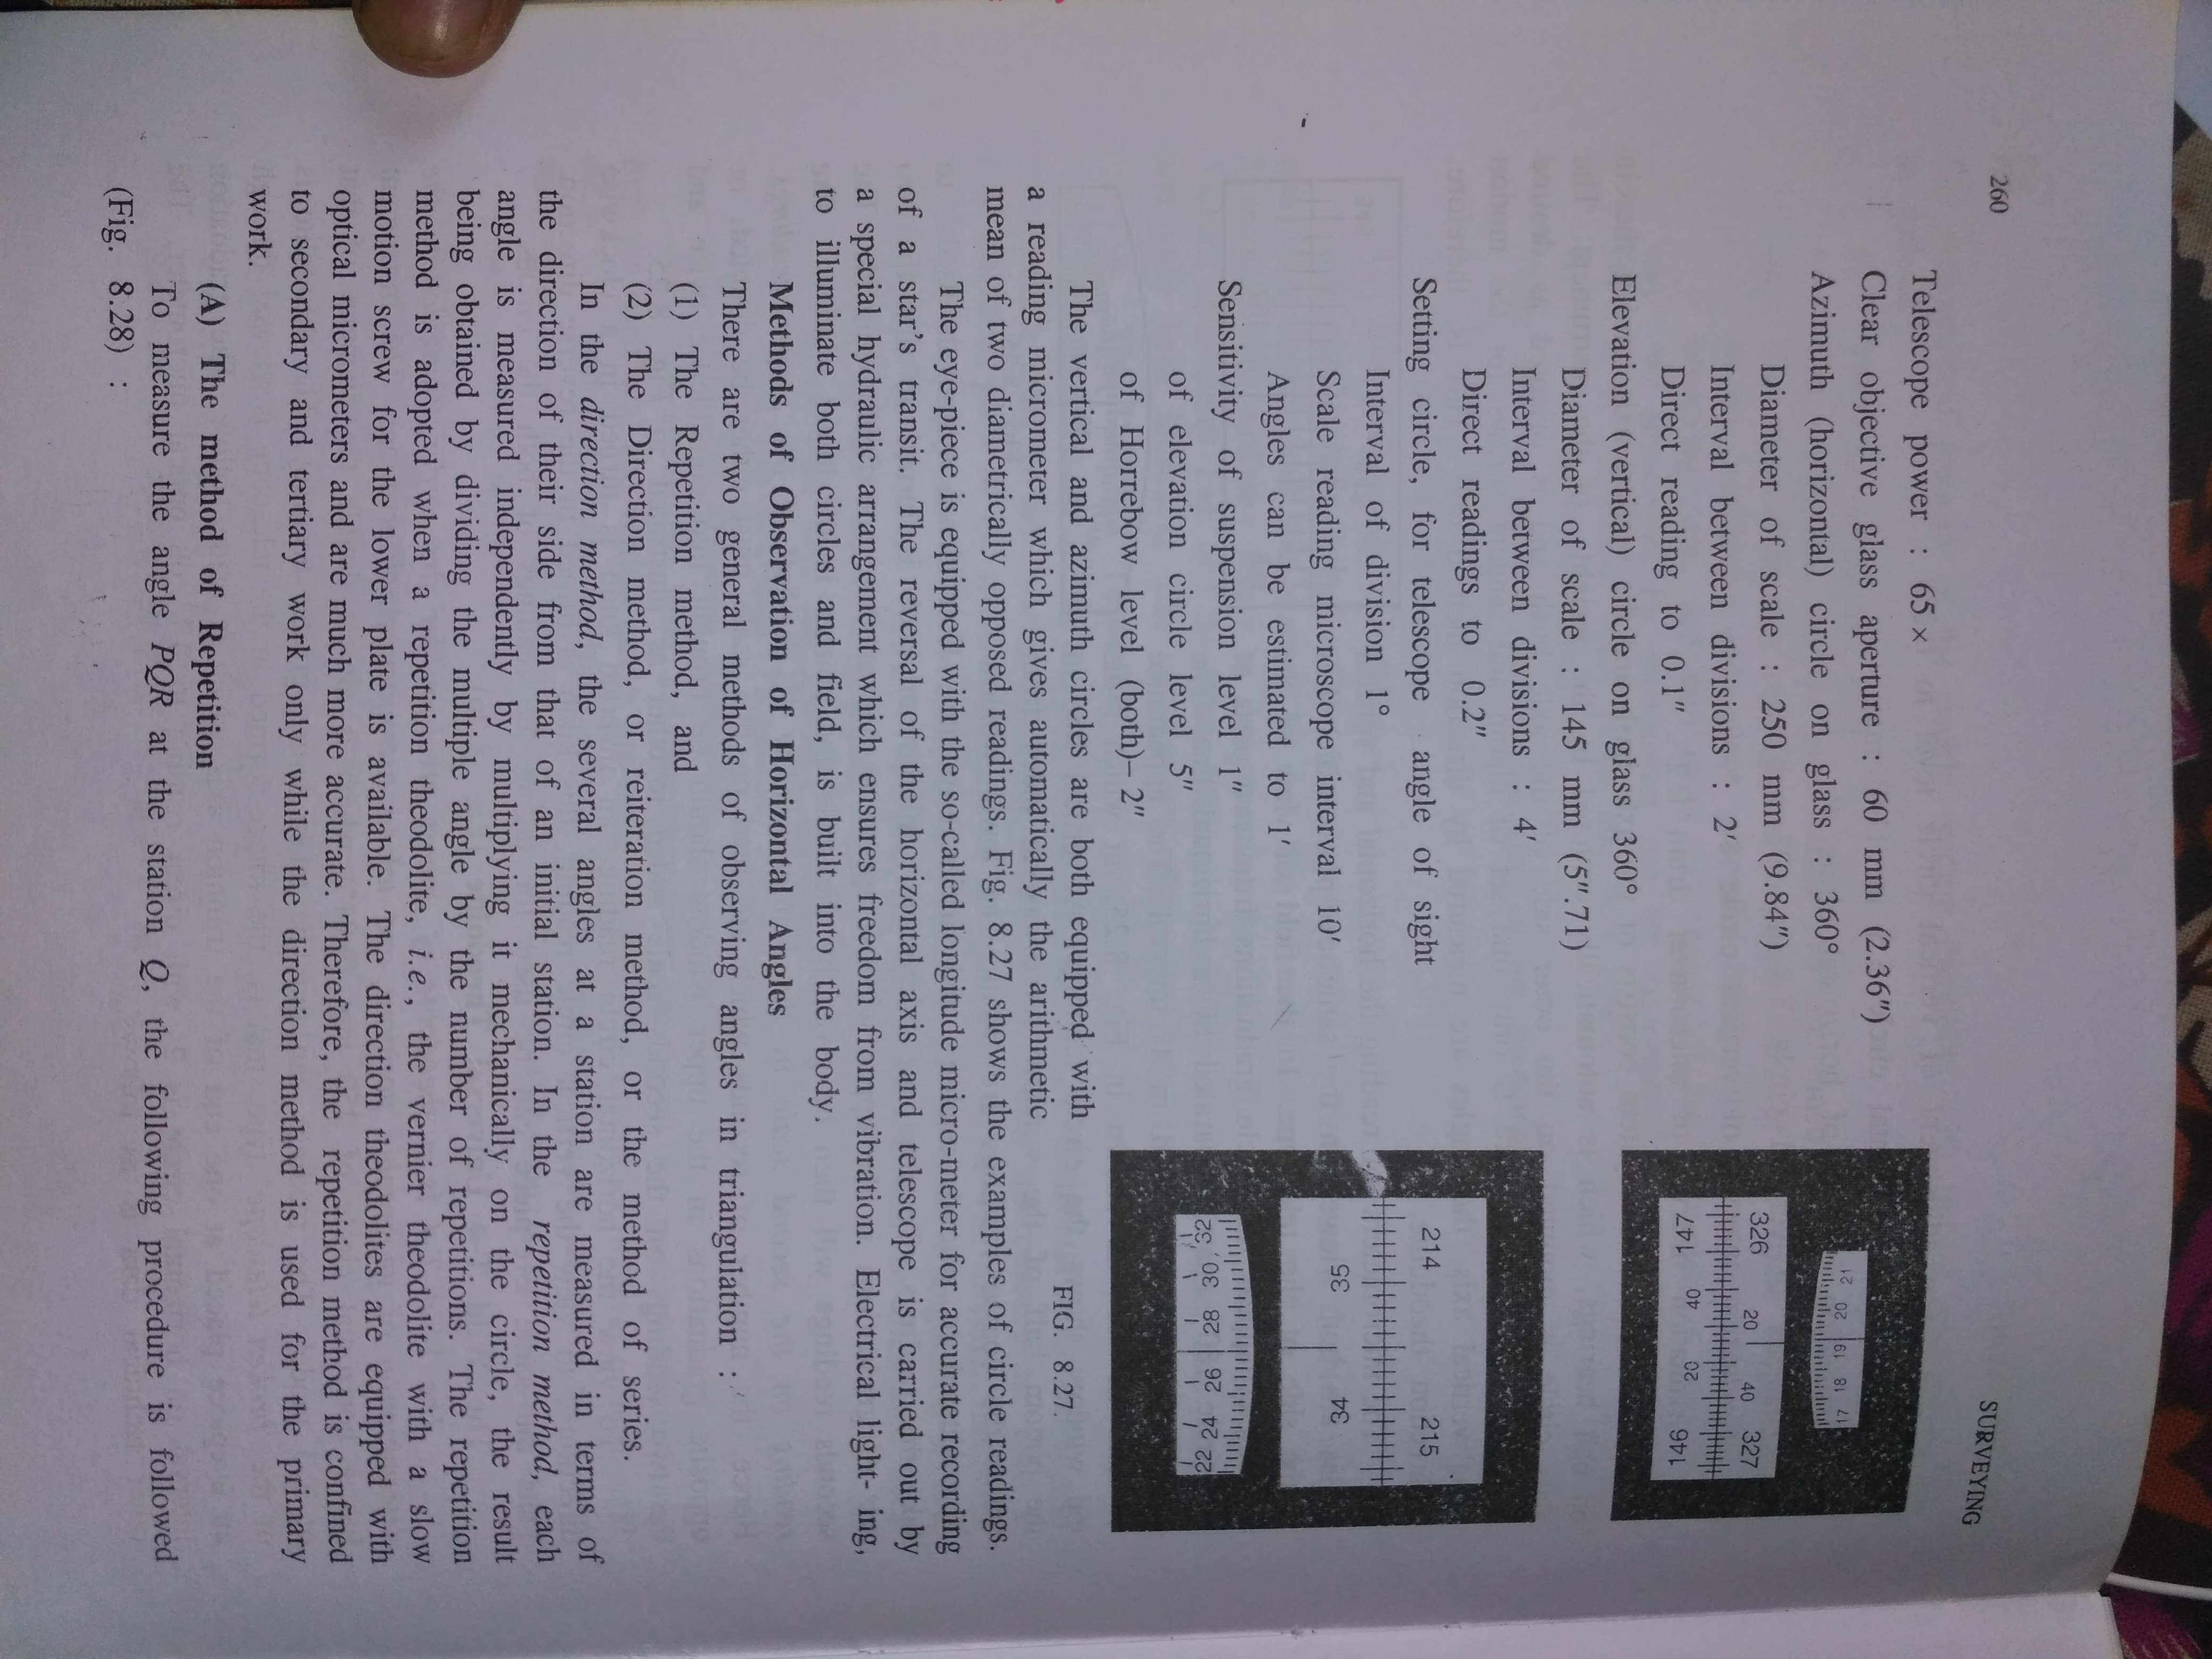 260
SURVEYING
Telescope power : 65 ×
Clear objective glass aperture : 60 mm (2.36″)
Azimuth (horizontal) circle on glass : 360°
Diameter of scale : 250 mm (9.84″)
Interval between divisions : 2′
Direct reading to 0.1″
Elevation (vertical) circle on glass 360°
Diameter of scale : 145 mm (5″.71)
Interval between divisions : 4′
Direct readings to 0.2″
Setting circle, for telescope angle of sight
Interval of division 1°
Scale reading microscope interval 10′
Angles can be estimated to 1′
Sensitivity of suspension level 1″
of elevation circle level 5″
of Horrebow level (both)– 2″
21 20 19 18 17
326 20 40 327
147 40 20 146
214 215
35 34
32 30 28 26 24 22
FIG. 8.27.
The vertical and azimuth circles are both equipped with
a reading micrometer which gives automatically the arithmetic
mean of two diametrically opposed readings. Fig. 8.27 shows the examples of circle readings.
The eye-piece is equipped with the so-called longitude micro-meter for accurate recording
of a star's transit. The reversal of the horizontal axis and telescope is carried out by
a special hydraulic arrangement which ensures freedom from vibration. Electrical light- ing,
to illuminate both circles and field, is built into the body.
Methods of Observation of Horizontal Angles
There are two general methods of observing angles in triangulation :
(1) The Repetition method, and
(2) The Direction method, or reiteration method, or the method of series.
In the direction method, the several angles at a station are measured in terms of
the direction of their side from that of an initial station. In the repetition method, each
angle is measured independently by multiplying it mechanically on the circle, the result
being obtained by dividing the multiple angle by the number of repetitions. The repetition
method is adopted when a repetition theodolite, i.e., the vernier theodolite with a slow
motion screw for the lower plate is available. The direction theodolites are equipped with
optical micrometers and are much more accurate. Therefore, the repetition method is confined
to secondary and tertiary work only while the direction method is used for the primary
work.
(A) The method of Repetition
To measure the angle PQR at the station Q, the following procedure is followed
(Fig. 8.28) :